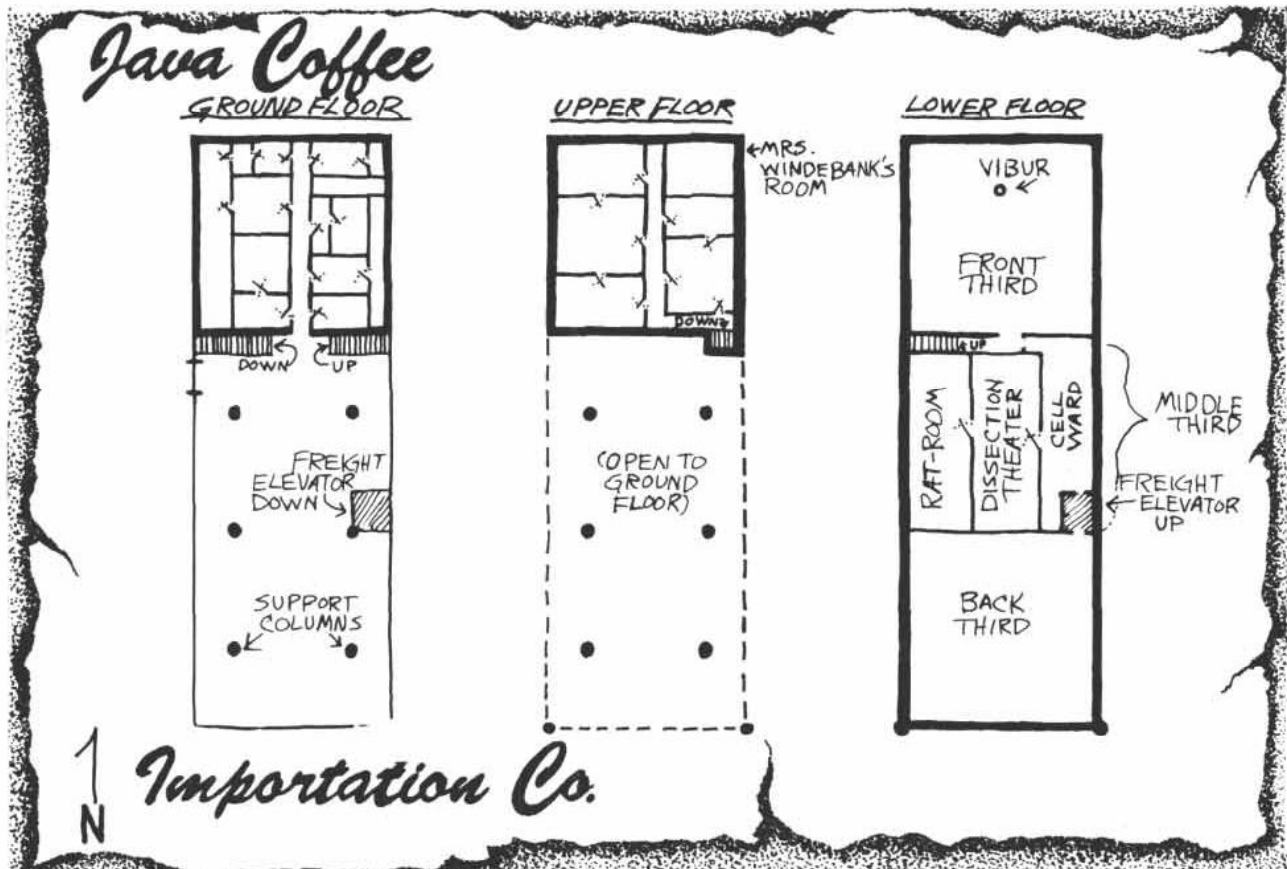 Java Coffee
GROUND FLOOR
DOWN
UP
FREIGHT
ELEVATOR
DOWN
SUPPORT
COLUMNS
UPPER FLOOR
MRS.
WINDEBANK'S
ROOM
DOWN
(OPEN TO
GROUND
FLOOR)
LOWER FLOOR
VIBUR
FRONT
THIRD
UP
RAT-ROOM
DISSECTION
THEATER
CELL
WARD
MIDDLE
THIRD
FREIGHT
ELEVATOR
UP
BACK
THIRD
N
Importation Co.